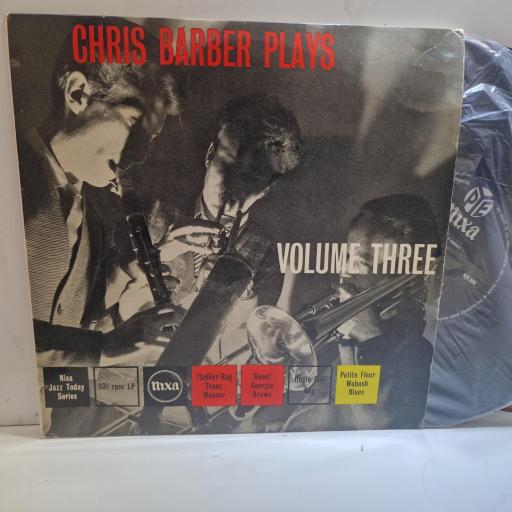 CHRIS BARBER PLAYS
VOLUME THREE
Nixa
Jazz Today
Series
33⅓ rpm LP
nixa
Thriller Rag
Texas
Moaner
Sweet
Georgia
Brown
Petite Fleur
Wabash
Blues
PYE
nixa